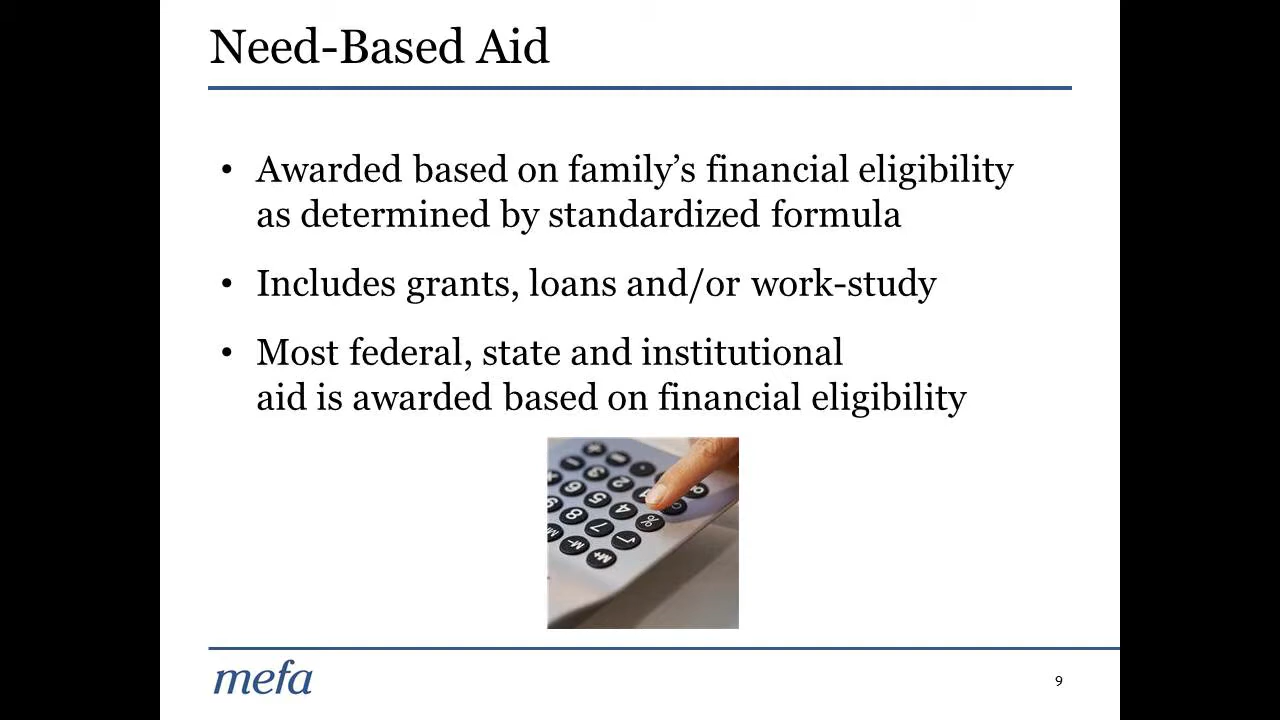 Need-Based Aid
• Awarded based on family’s financial eligibility
as determined by standardized formula
• Includes grants, loans and/or work-study
• Most federal, state and institutional
aid is awarded based on financial eligibility
mefa
9